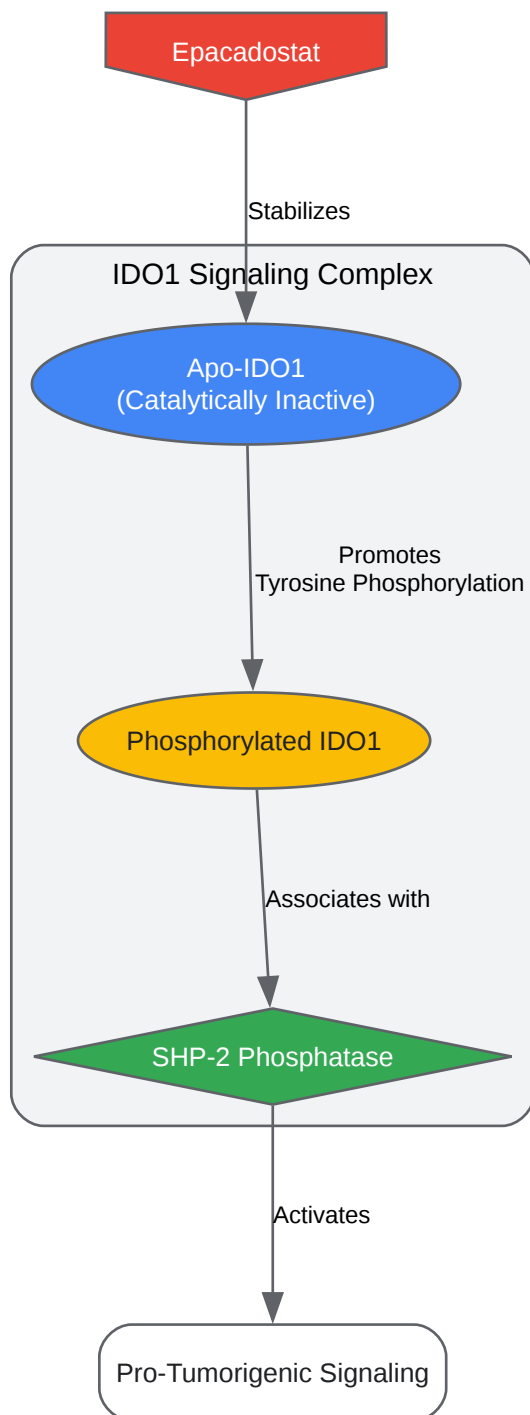 Epacadostat
Stabilizes
IDO1 Signaling Complex
Apo-IDO1
(Catalytically Inactive)
Promotes
Tyrosine Phosphorylation
Phosphorylated IDO1
Associates with
SHP-2 Phosphatase
Activates
Pro-Tumorigenic Signaling